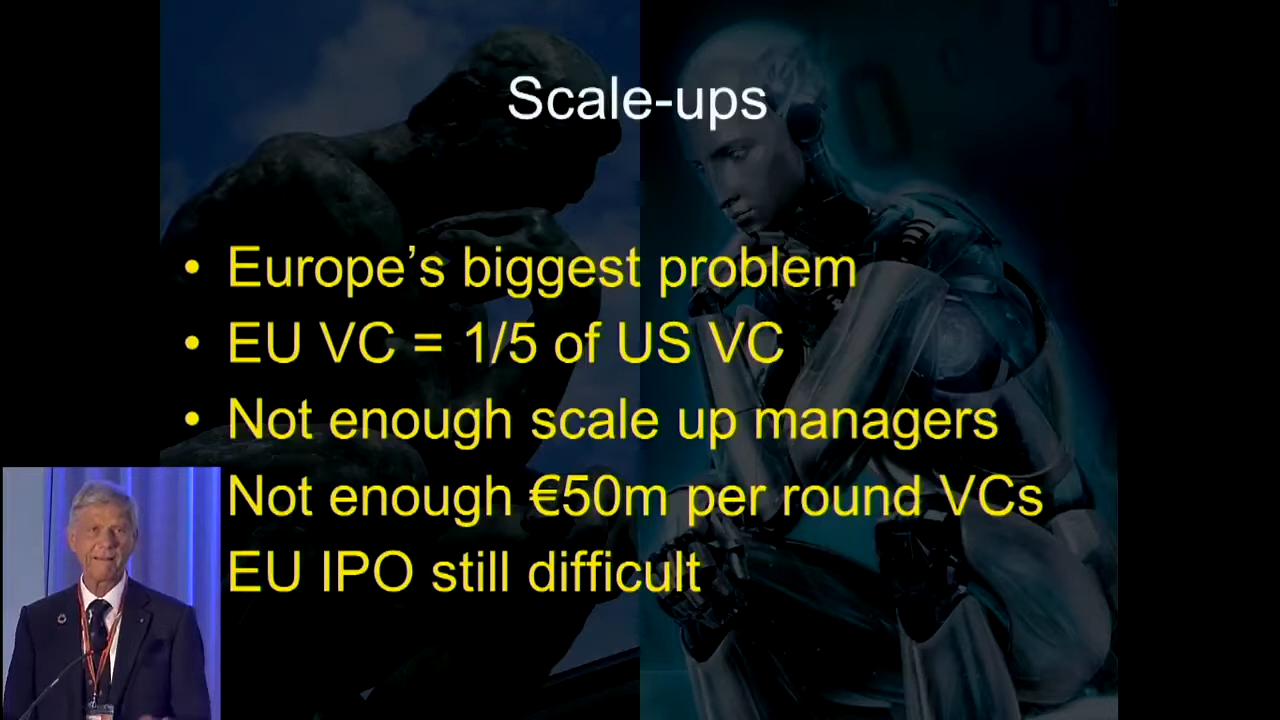 Scale-ups
• Europe’s biggest problem
• EU VC = 1/5 of US VC
• Not enough scale up managers
Not enough €50m per round VCs
EU IPO still difficult